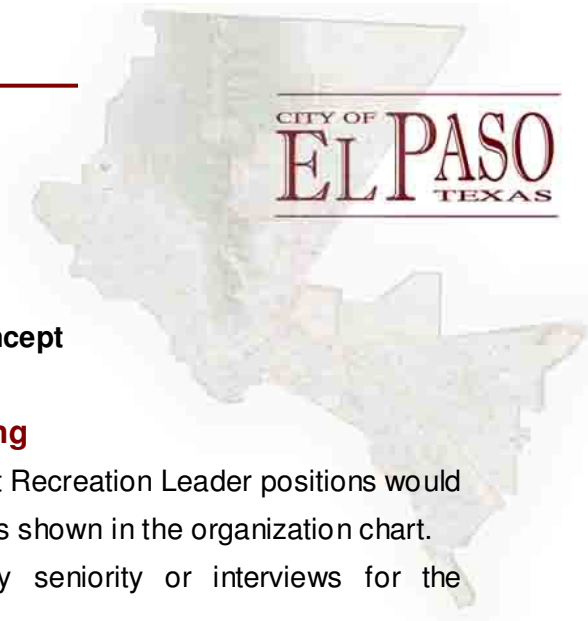 CITY OF
EL PASO
TEXAS
ncept
ng
t Recreation Leader positions would
s shown in the organization chart.
y seniority or interviews for the